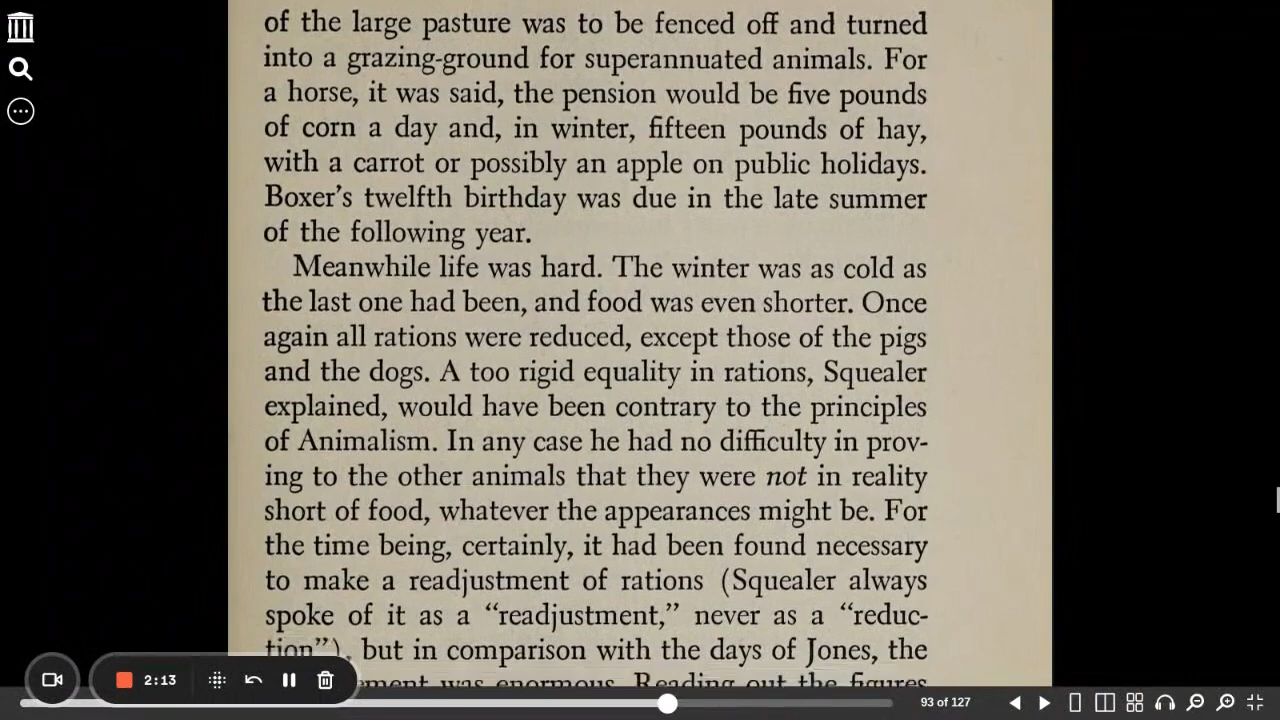 of the large pasture was to be fenced off and turned
into a grazing-ground for superannuated animals. For
a horse, it was said, the pension would be five pounds
of corn a day and, in winter, fifteen pounds of hay,
with a carrot or possibly an apple on public holidays.
Boxer’s twelfth birthday was due in the late summer
of the following year.
Meanwhile life was hard. The winter was as cold as
the last one had been, and food was even shorter. Once
again all rations were reduced, except those of the pigs
and the dogs. A too rigid equality in rations, Squealer
explained, would have been contrary to the principles
of Animalism. In any case he had no difficulty in prov-
ing to the other animals that they were not in reality
short of food, whatever the appearances might be. For
the time being, certainly, it had been found necessary
to make a readjustment of rations (Squealer always
spoke of it as a “readjustment,” never as a “reduc-
tion”), but in comparison with the days of Jones, the
was enormous. Reading out the figures
2:13
93 of 127